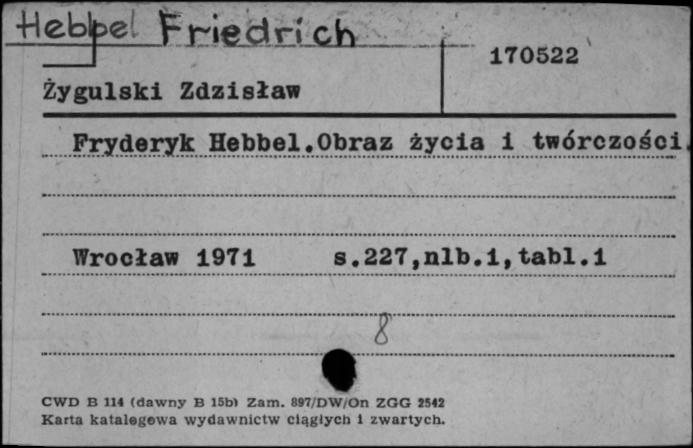 Hebbel Friedrich
170522
Żygulski Zdzisław
Fryderyk Hebbel.Obraz życia i twórczości.
Wrocław 1971 s.227,nlb.1,tabl.1
8
CWD B 114 (dawny B 15b) Zam. 897/DW/On ZGG 2542
Karta katalogowa wydawnictw ciągłych i zwartych.